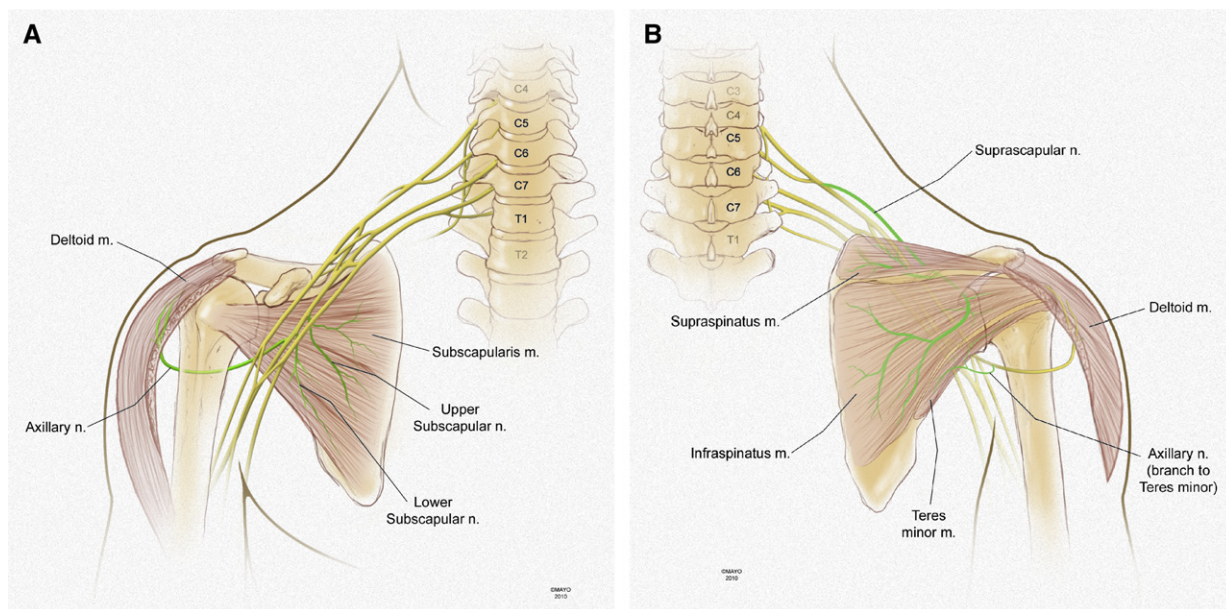 A
C4
C5
C6
C7
T1
T2
Deltoid m.
Subscapularis m.
Axillary n.
Upper
Subscapular n.
Lower
Subscapular n.
©MAYO
2010
B
C3
C4
C5
C6
C7
T1
Suprascapular n.
Supraspinatus m.
Deltoid m.
Infraspinatus m.
Axillary n.
(branch to
Teres minor)
Teres
minor m.
©MAYO
2010